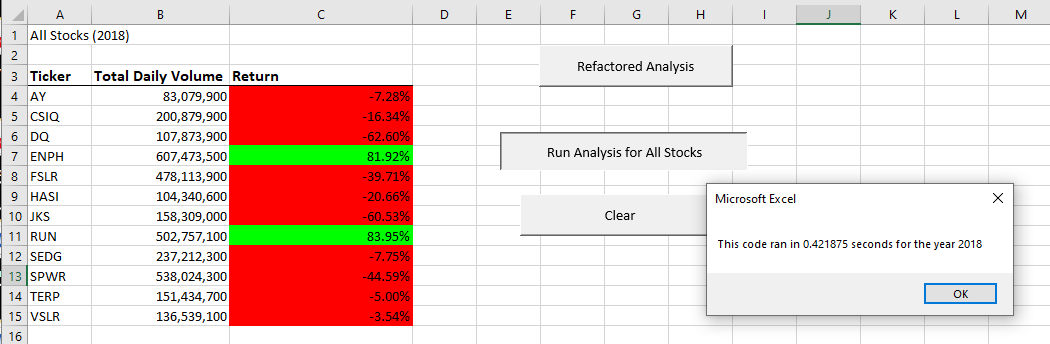 A B C D E F G H I J K L M
1 All Stocks (2018)
2
Refactored Analysis
3 Ticker Total Daily Volume Return
4 AY 83,079,900 -7.28%
5 CSIQ 200,879,900 -16.34%
6 DQ 107,873,900 -62.60%
7 ENPH 607,473,500 81.92%
Run Analysis for All Stocks
8 FSLR 478,113,900 -39.71%
9 HASI 104,340,600 -20.66%
Microsoft Excel
10 JKS 158,309,000 -60.53%
Clear
11 RUN 502,757,100 83.95%
This code ran in 0.421875 seconds for the year 2018
12 SEDG 237,212,300 -7.75%
13 SPWR 538,024,300 -44.59%
14 TERP 151,434,700 -5.00%
OK
15 VSLR 136,539,100 -3.54%
16